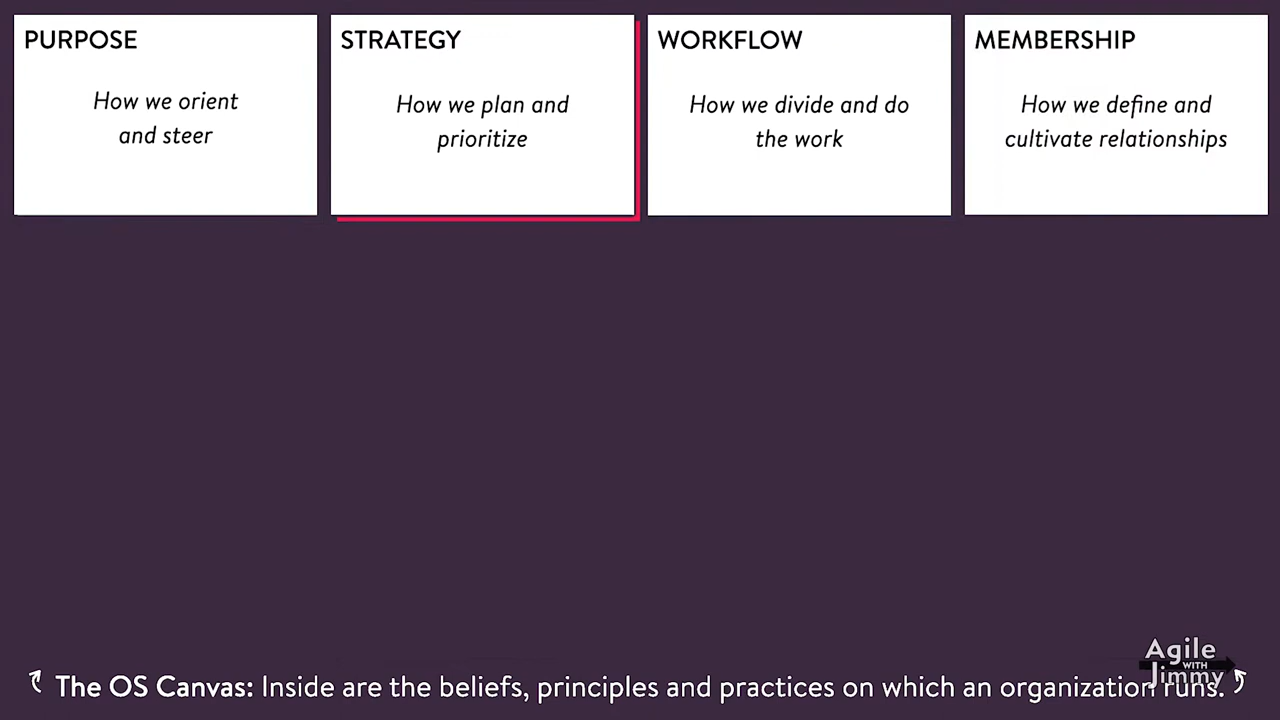 PURPOSE
How we orient
and steer
STRATEGY
How we plan and
prioritize
WORKFLOW
How we divide and do
the work
MEMBERSHIP
How we define and
cultivate relationships
Agile
WITH
Jimmy
The OS Canvas: Inside are the beliefs, principles and practices on which an organization runs.